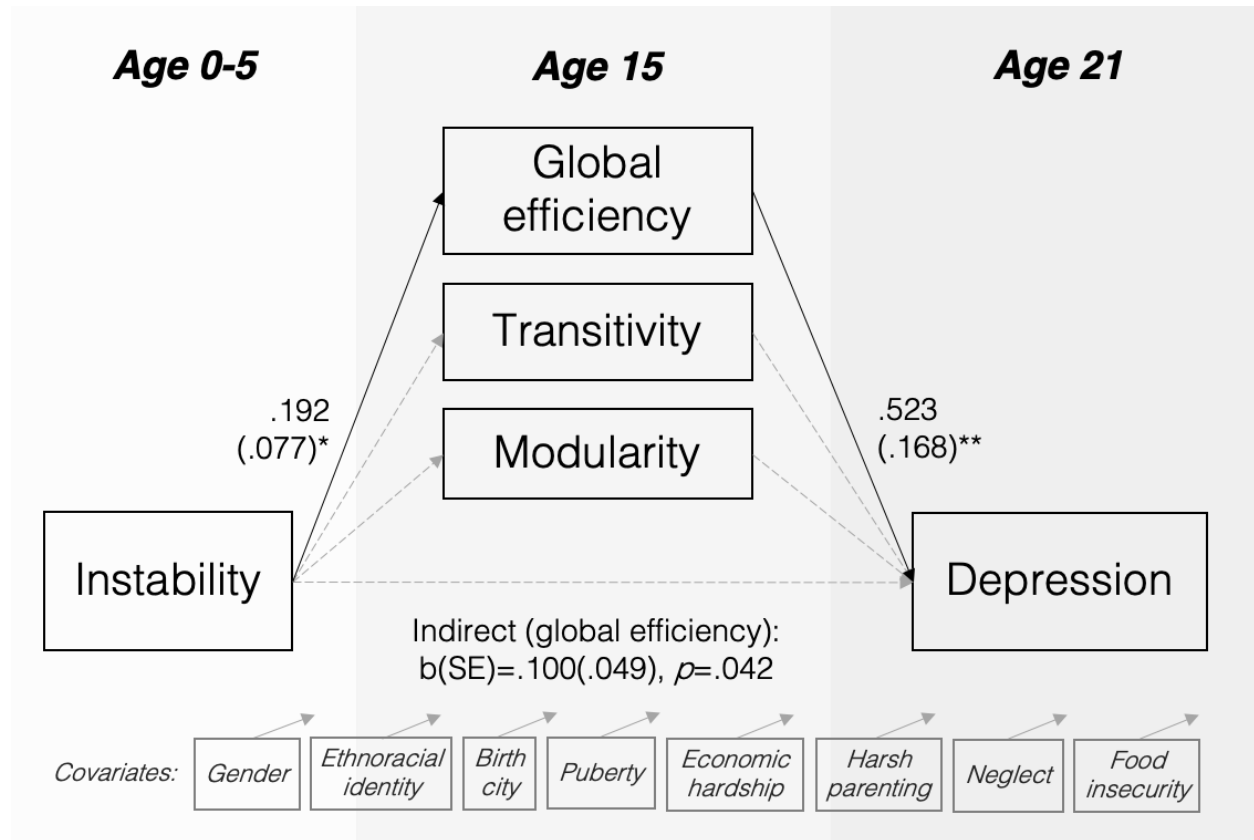 Age 0-5
Age 15
Age 21
Global
efficiency
Transitivity
Modularity
.192
(.077)*
.523
(.168)**
Instability
Depression
Indirect (global efficiency):
b(SE)=.100(.049), p=.042
Covariates:
Gender
Ethnoracial
identity
Birth
city
Puberty
Economic
hardship
Harsh
parenting
Neglect
Food
insecurity